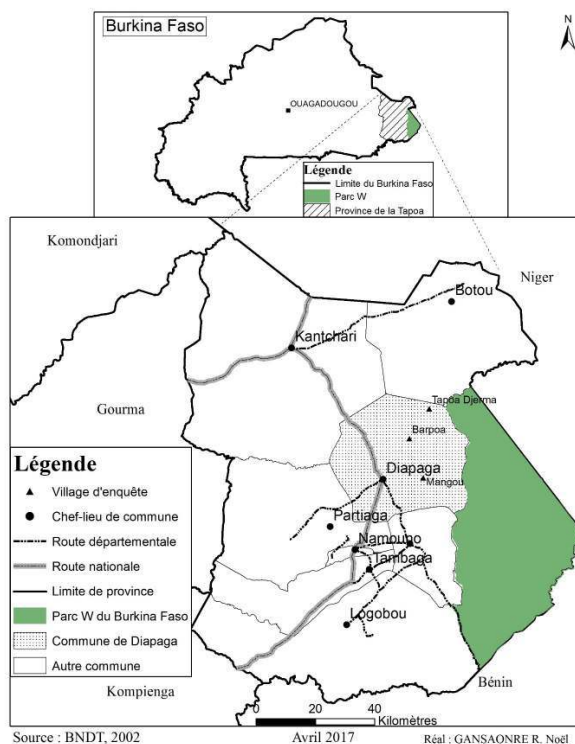 Burkina Faso
N
OUAGADOUGOU
Légende
Limite du Burkina Faso
Parc W
Province de la Tapoa
Komondjari
Niger
Botou
Kantchari
Gourma
Tapoa Djerma
Barpoa
Diapaga
Mangou
Partiaga
Namouno
Tambaga
Logobou
Légende
Village d'enquête
Chef-lieu de commune
Route départementale
Route nationale
Limite de province
Parc W du Burkina Faso
Commune de Diapaga
Autre commune
Kompienga
Bénin
0 20 40
Kilomètres
Source : BNDT, 2002 Avril 2017 Réal : GANSAONRE R. Noël